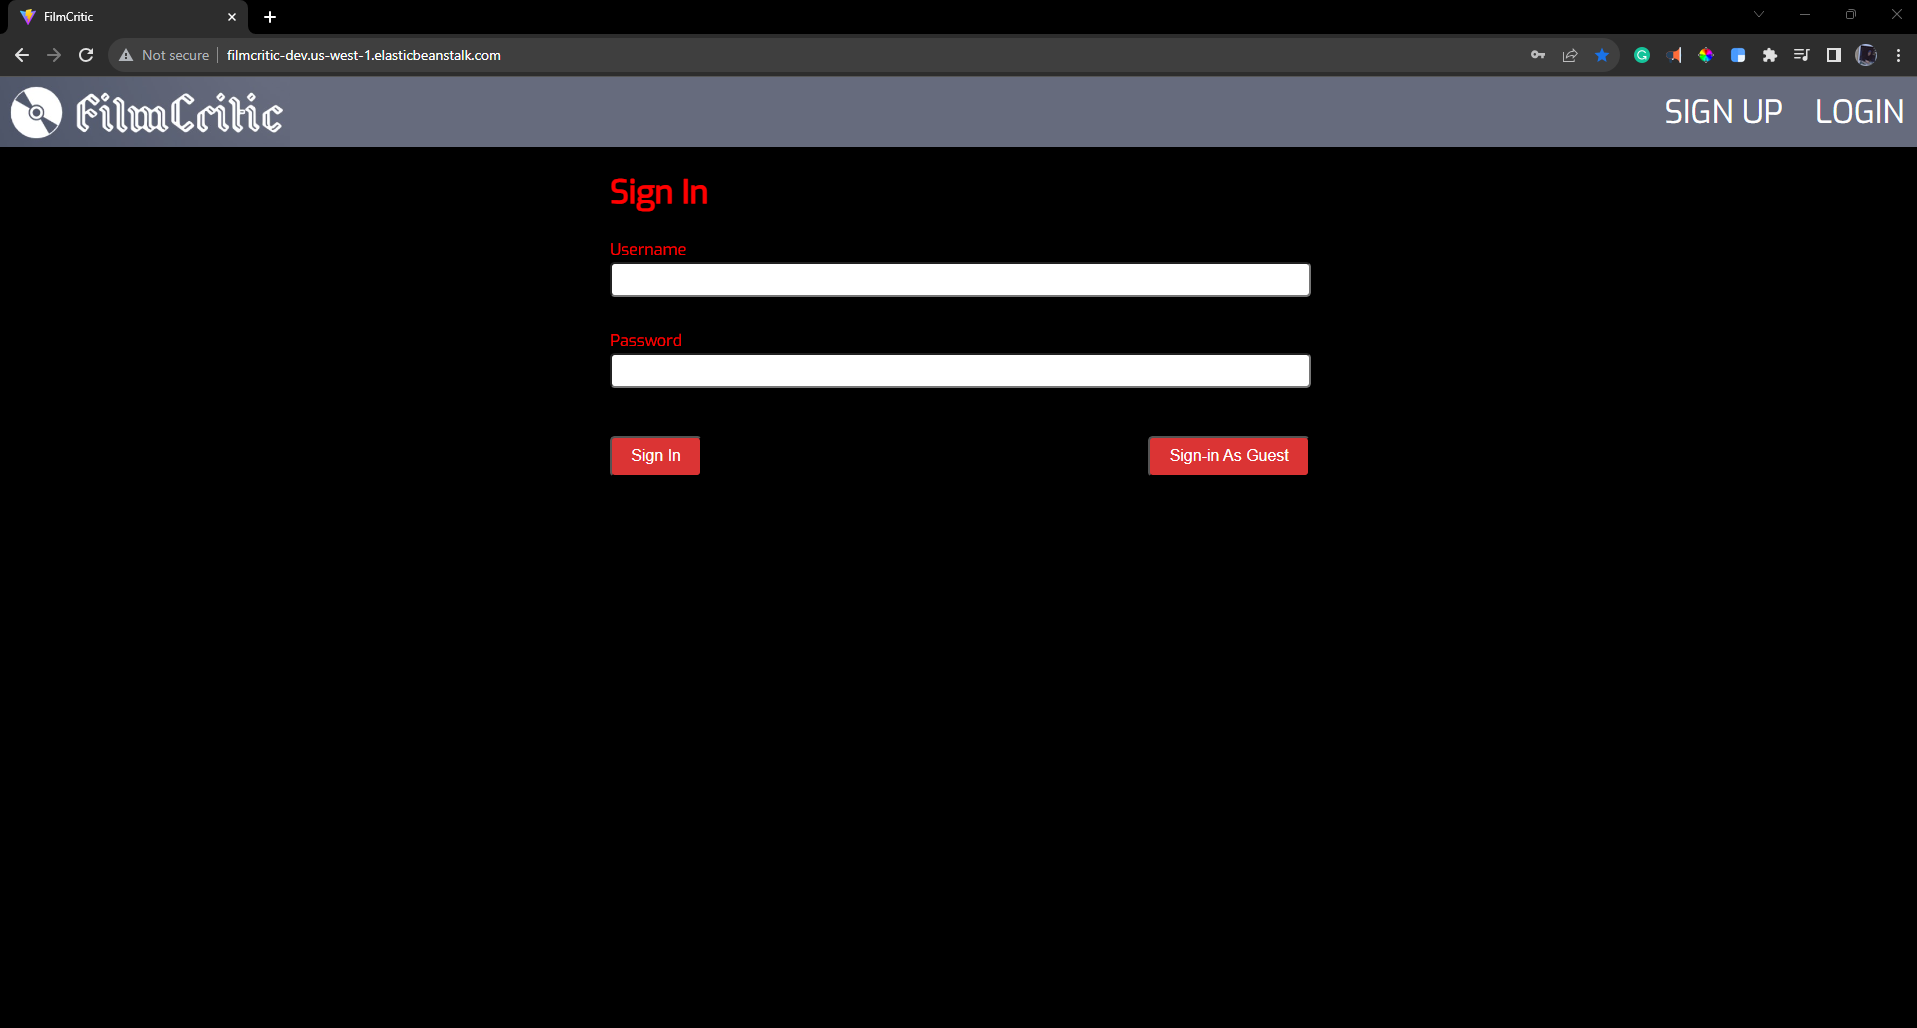 FilmCritic
Not secure filmcritic-dev.us-west-1.elasticbeanstalk.com
FilmCritic SIGN UP LOGIN
Sign In
Username
Password
Sign In Sign-in As Guest